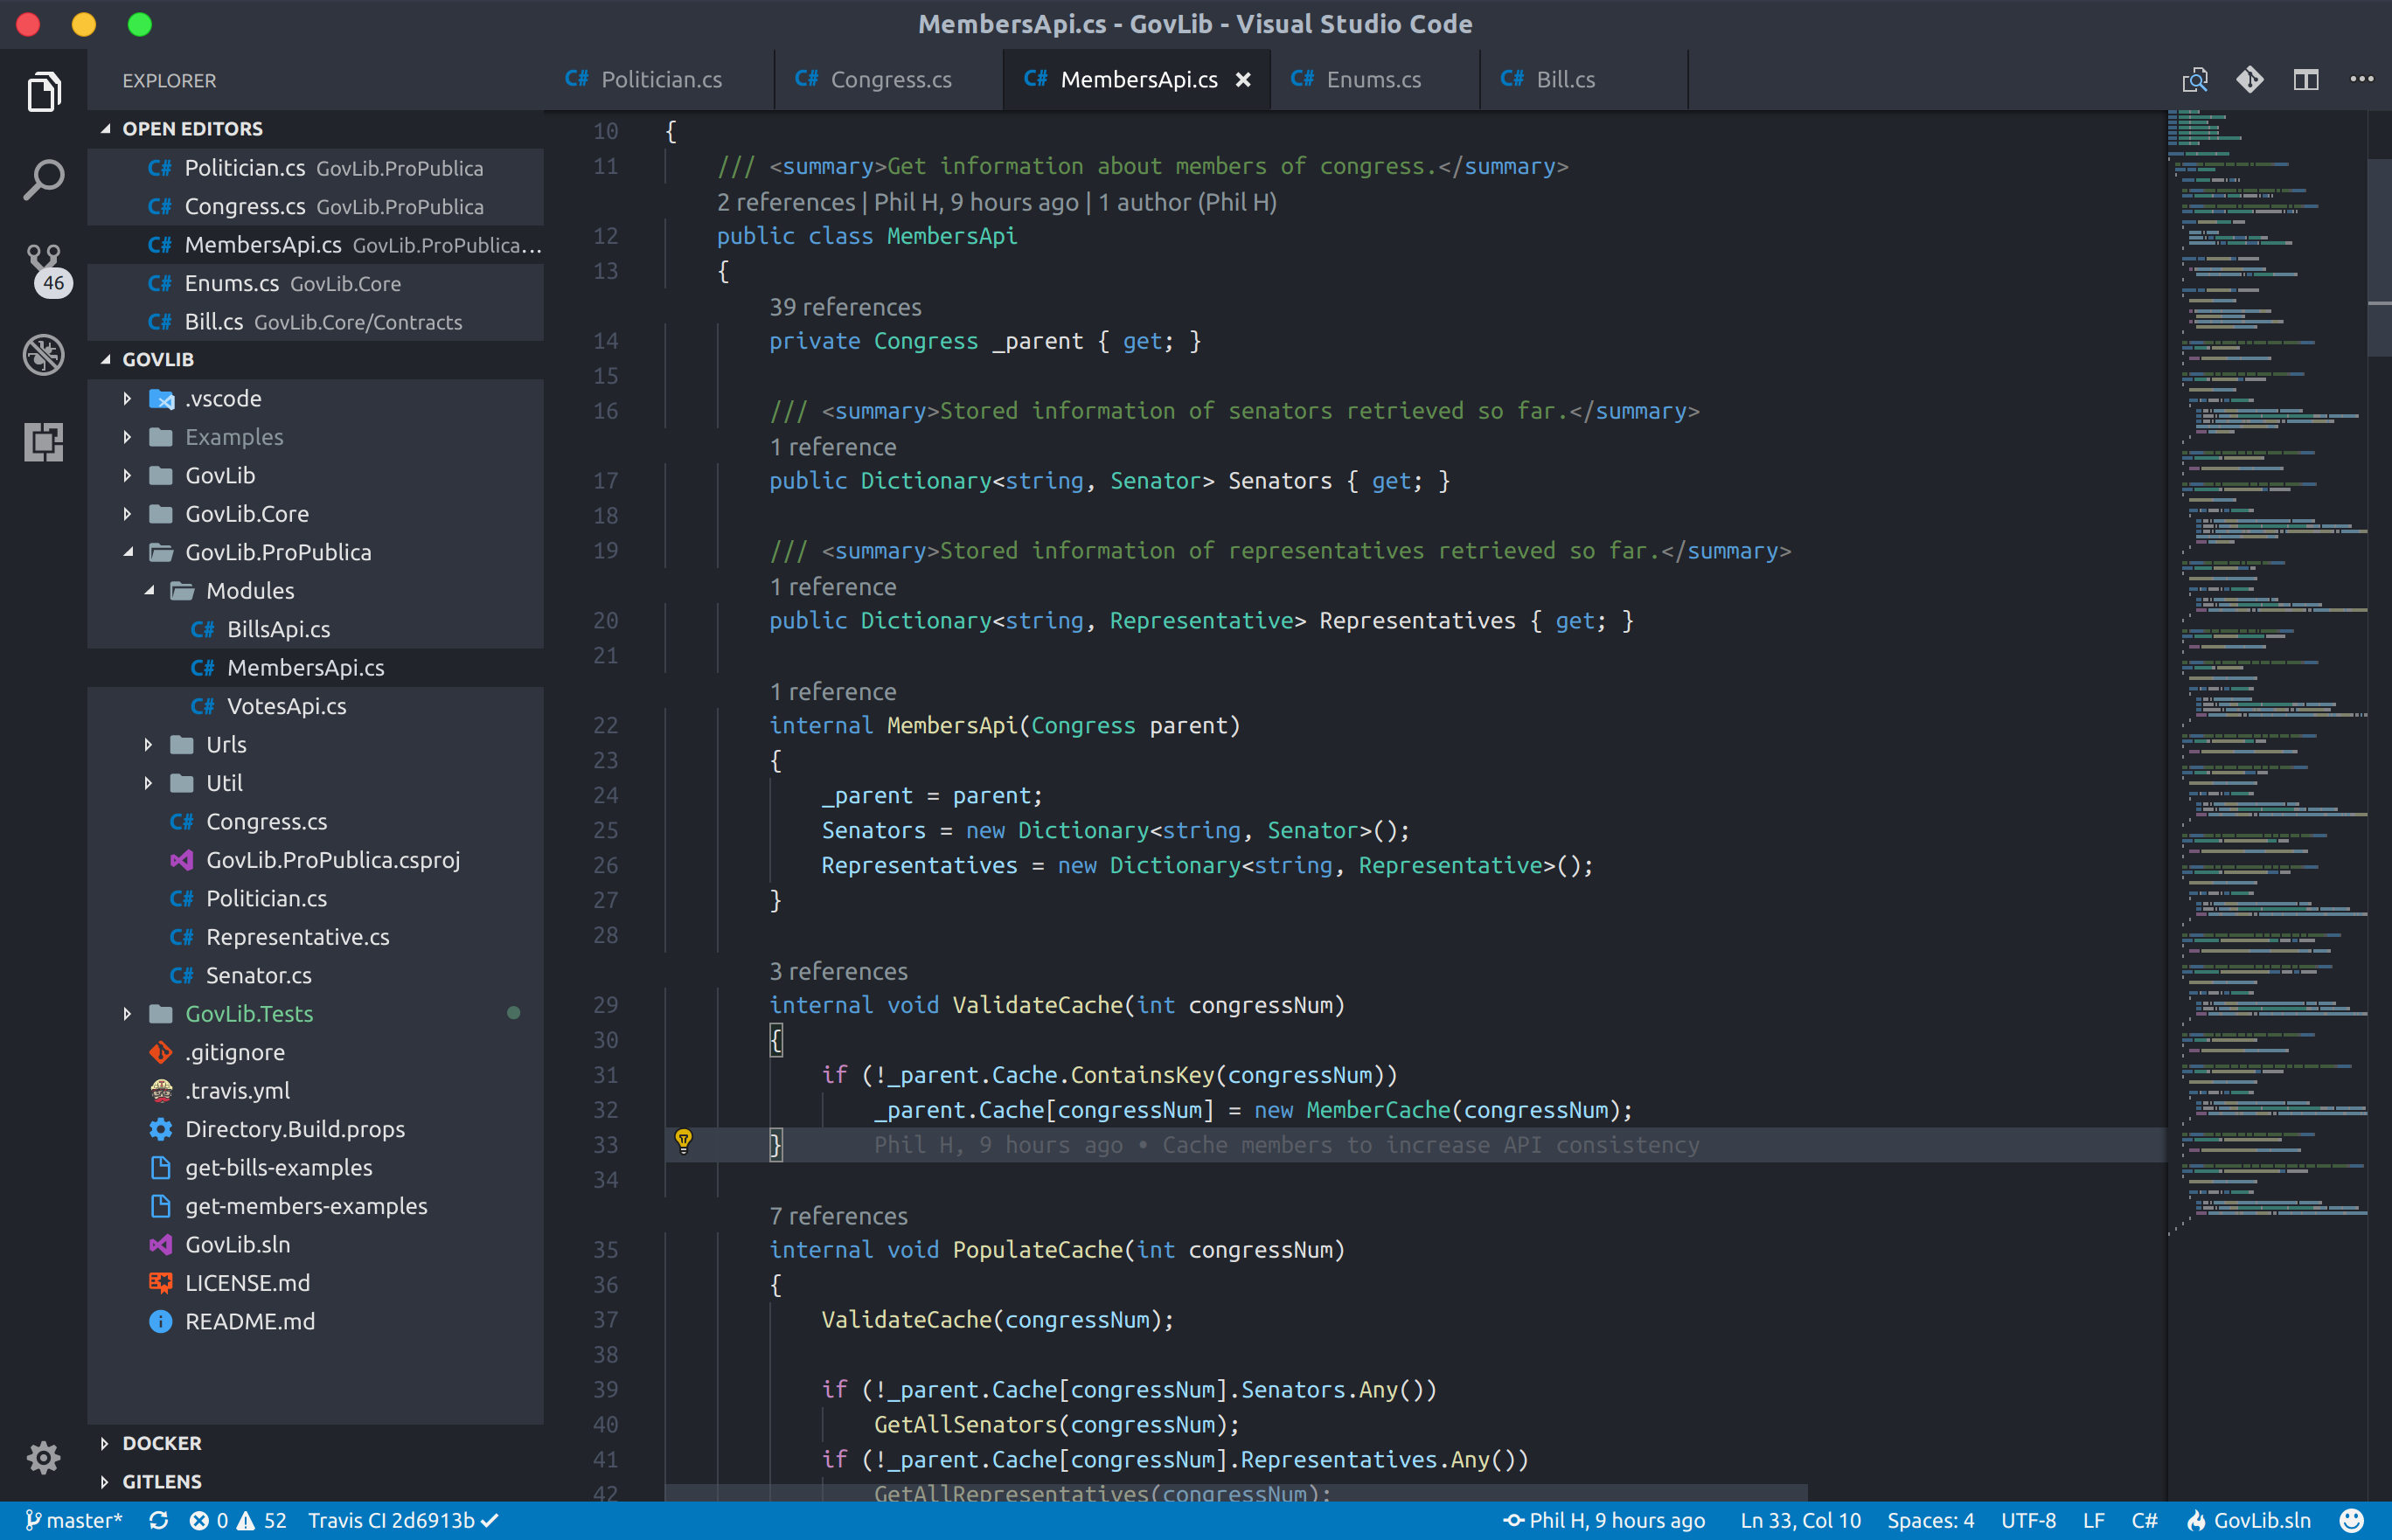 MembersApi.cs - GovLib - Visual Studio Code
EXPLORER
OPEN EDITORS
C# Politician.cs GovLib.ProPublica
C# Congress.cs GovLib.ProPublica
C# MembersApi.cs GovLib.ProPublica...
C# Enums.cs GovLib.Core
C# Bill.cs GovLib.Core/Contracts
46
GOVLIB
.vscode
Examples
GovLib
GovLib.Core
GovLib.ProPublica
Modules
C# BillsApi.cs
C# MembersApi.cs
C# VotesApi.cs
Urls
Util
C# Congress.cs
GovLib.ProPublica.csproj
C# Politician.cs
C# Representative.cs
C# Senator.cs
GovLib.Tests
.gitignore
.travis.yml
Directory.Build.props
get-bills-examples
get-members-examples
GovLib.sln
LICENSE.md
README.md
DOCKER
GITLENS
C# Politician.cs C# Congress.cs C# MembersApi.cs C# Enums.cs C# Bill.cs
10 {
11 /// <summary>Get information about members of congress.</summary>
2 references | Phil H, 9 hours ago | 1 author (Phil H)
12 public class MembersApi
13 {
39 references
14 private Congress _parent { get; }
15
16 /// <summary>Stored information of senators retrieved so far.</summary>
1 reference
17 public Dictionary<string, Senator> Senators { get; }
18
19 /// <summary>Stored information of representatives retrieved so far.</summary>
1 reference
20 public Dictionary<string, Representative> Representatives { get; }
21
1 reference
22 internal MembersApi(Congress parent)
23 {
24 _parent = parent;
25 Senators = new Dictionary<string, Senator>();
26 Representatives = new Dictionary<string, Representative>();
27 }
28
3 references
29 internal void ValidateCache(int congressNum)
30 {
31 if (!_parent.Cache.ContainsKey(congressNum))
32 _parent.Cache[congressNum] = new MemberCache(congressNum);
33 } Phil H, 9 hours ago • Cache members to increase API consistency
34
7 references
35 internal void PopulateCache(int congressNum)
36 {
37 ValidateCache(congressNum);
38
39 if (!_parent.Cache[congressNum].Senators.Any())
40 GetAllSenators(congressNum);
41 if (!_parent.Cache[congressNum].Representatives.Any())
42 GetAllRepresentatives(congressNum);
master* 0 52 Travis CI 2d6913b Phil H, 9 hours ago Ln 33, Col 10 Spaces: 4 UTF-8 LF C# GovLib.sln